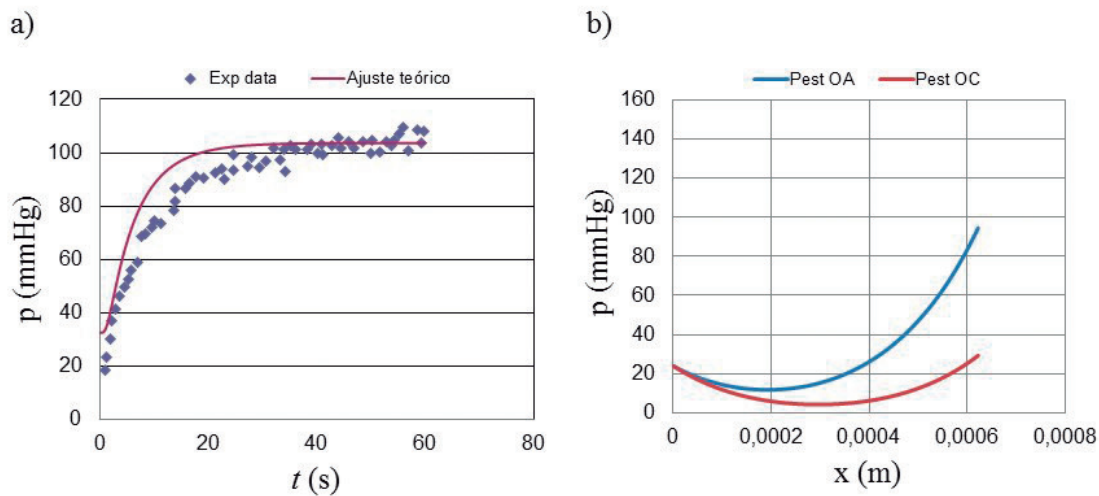 a)
Exp data Ajuste teórico
120
100
80
60
40
20
0
0 20 40 60 80
p (mmHg)
t (s)
b)
Pest OA Pest OC
160
140
120
100
80
60
40
20
0
0 0,0002 0,0004 0,0006 0,0008
p (mmHg)
x (m)